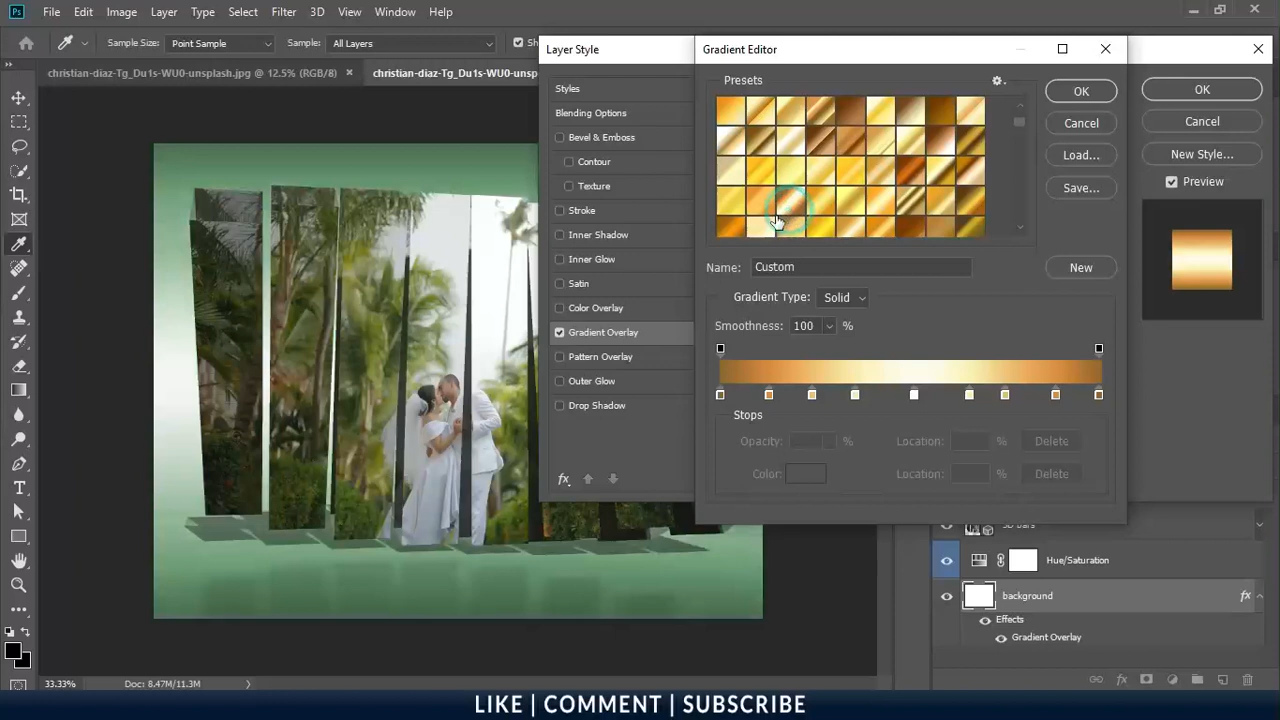 Ps File Edit Image Layer Type Select Filter 3D View Window Help
Sample Size: Point Sample Sample: All Layers
christian-diaz-Tg_Du1s-WU0-unsplash.jpg @ 12.5% (RGB/8) × christian-diaz-Tg_Du1s-WU0-unsp
Layer Style
Styles
Blending Options
Bevel & Emboss
Contour
Texture
Stroke
Inner Shadow
Inner Glow
Satin
Color Overlay
Gradient Overlay
Pattern Overlay
Outer Glow
Drop Shadow
fx
Gradient Editor
Presets
OK
Cancel
Load...
Save...
Name: Custom
New
Gradient Type: Solid
Smoothness: 100 %
Stops
Opacity: % Location: % Delete
Color: Location: % Delete
OK
Cancel
New Style...
Preview
Hue/Saturation
background fx
Effects
Gradient Overlay
fx
33.33% Doc: 8.47M/11.3M
LIKE | COMMENT | SUBSCRIBE